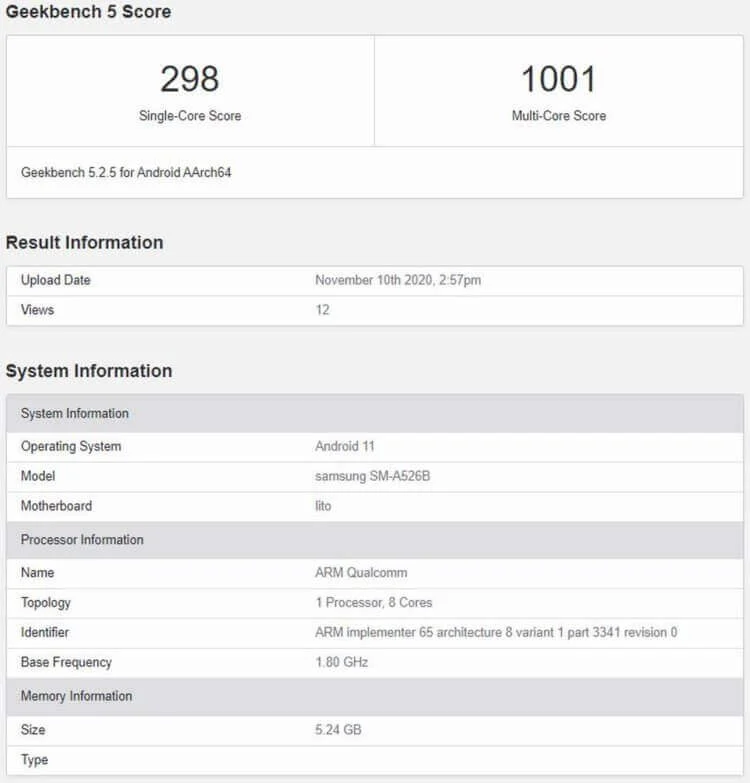 Geekbench 5 Score
298 1001
Single-Core Score Multi-Core Score
Geekbench 5.2.5 for Android AArch64
Result Information
Upload Date November 10th 2020, 2:57pm
Views 12
System Information
System Information
Operating System Android 11
Model samsung SM-A526B
Motherboard lito
Processor Information
Name ARM Qualcomm
Topology 1 Processor, 8 Cores
Identifier ARM implementer 65 architecture 8 variant 1 part 3341 revision 0
Base Frequency 1.80 GHz
Memory Information
Size 5.24 GB
Type